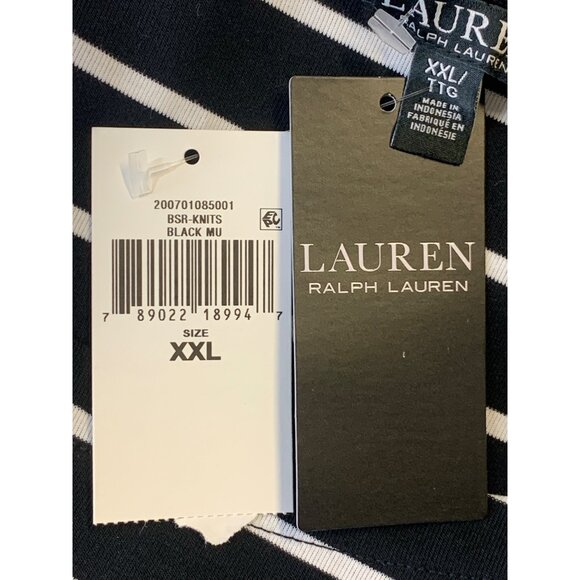 LAUREN
RALPH LAUREN
XXL/
TTG
MADE IN
INDONESIA
FABRIQUÉ EN
INDONÉSIE
200701085001
BSR-KNITS
BLACK MU
7 89022 18994 7
SIZE
XXL
LAUREN
RALPH LAUREN